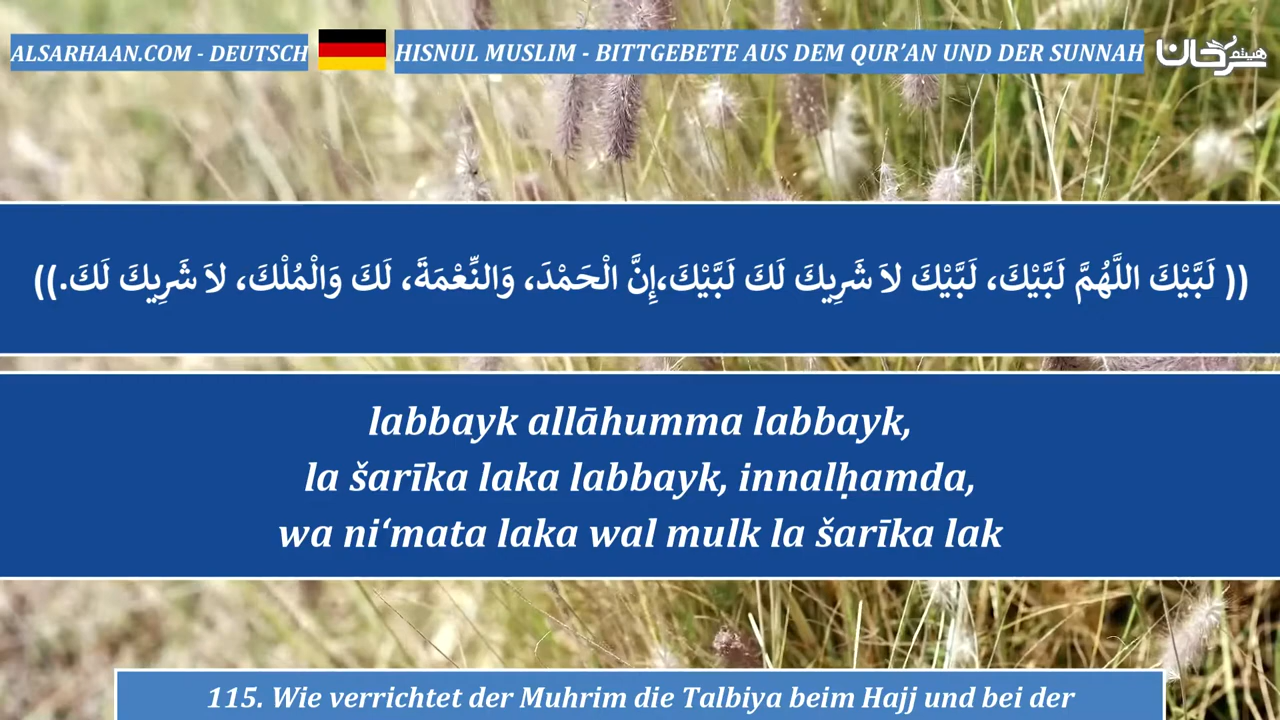 ALSARHAAN.COM - DEUTSCH
HISNUL MUSLIM - BITTGEBETE AUS DEM QUR’AN UND DER SUNNAH
هيثم سرحان
(( لَبَّيْكَ اللَّهُمَّ لَبَّيْكَ، لَبَّيْكَ لاَ شَرِيكَ لَكَ لَبَّيْكَ،إِنَّ الْحَمْدَ، وَالنِّعْمَةَ، لَكَ وَالْمُلْكَ، لاَ شَرِيكَ لَكَ.))
labbayk allāhumma labbayk,
la šarīka laka labbayk, innalḥamda,
wa ni‘mata laka wal mulk la šarīka lak
115. Wie verrichtet der Muhrim die Talbiya beim Hajj und bei der